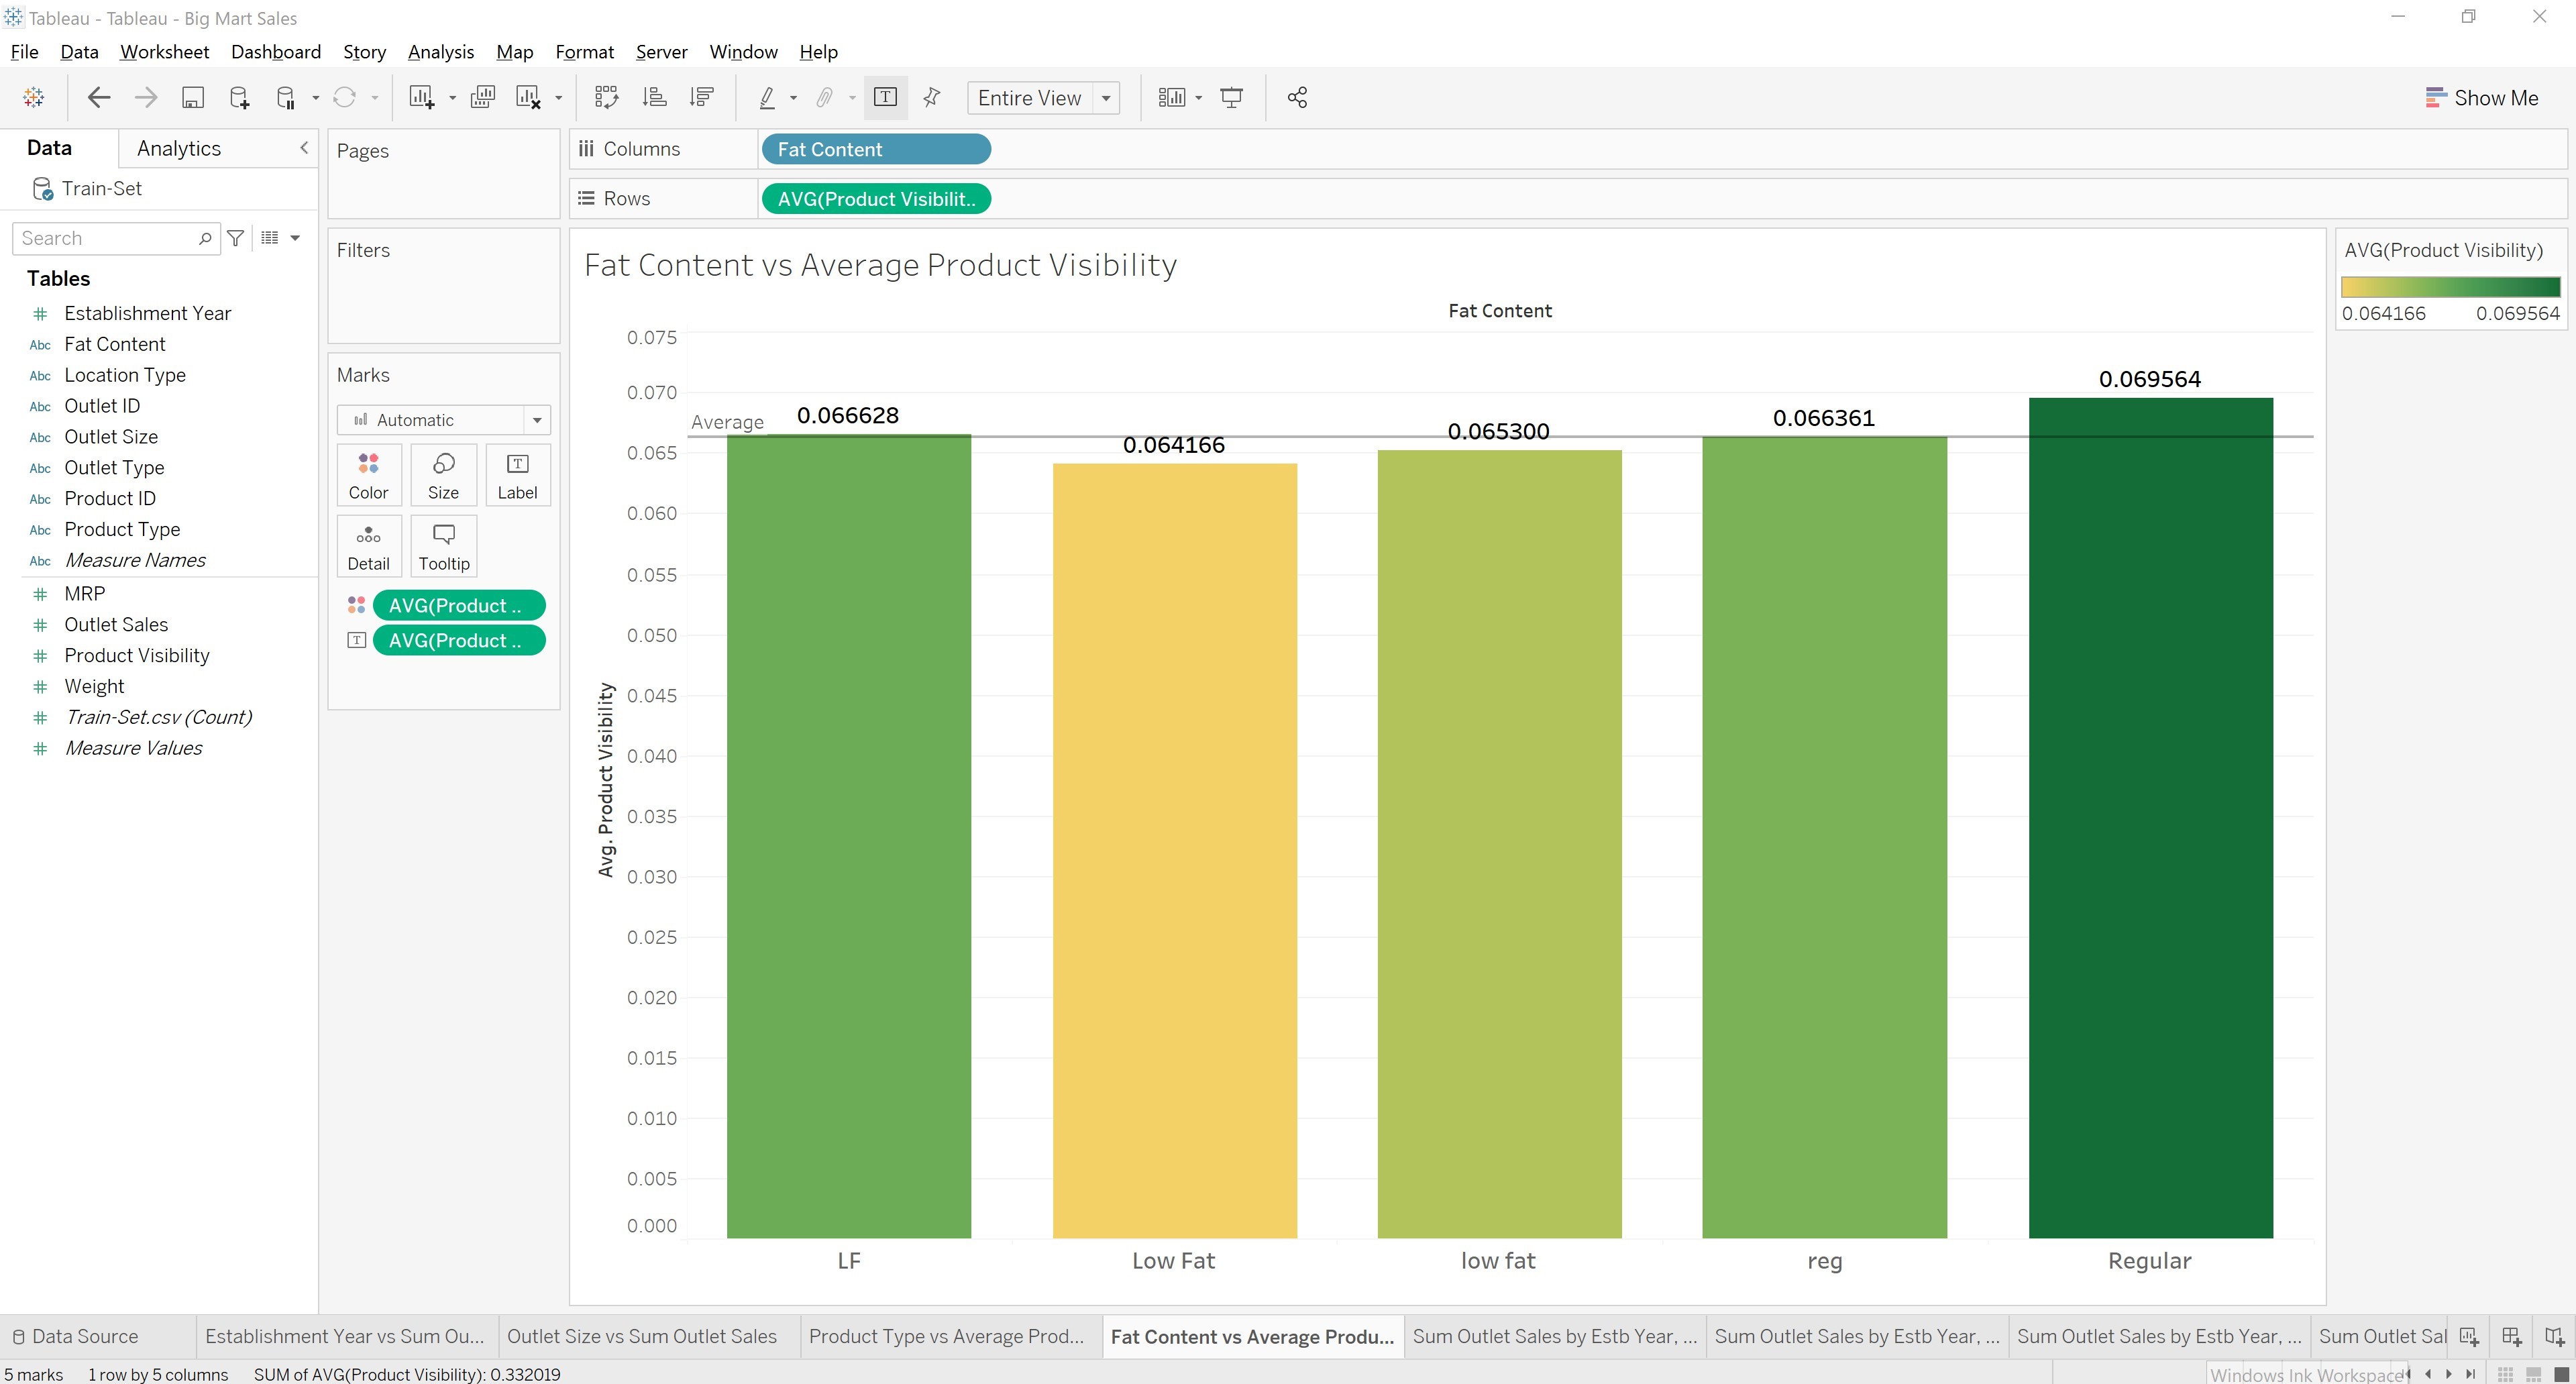 Tableau - Tableau - Big Mart Sales
File Data Worksheet Dashboard Story Analysis Map Format Server Window Help
Entire View
Show Me
Data Analytics
Train-Set
Search
Tables
Establishment Year
Abc Fat Content
Abc Location Type
Abc Outlet ID
Abc Outlet Size
Abc Outlet Type
Abc Product ID
Abc Product Type
Abc Measure Names
MRP
Outlet Sales
Product Visibility
Weight
Train-Set.csv (Count)
Measure Values
Pages
Filters
Marks
Automatic
Color Size Label
Detail Tooltip
AVG(Product ..
AVG(Product ..
Columns Fat Content
Rows AVG(Product Visibilit..
Fat Content vs Average Product Visibility
Fat Content
Avg. Product Visibility
0.075
0.070
0.065
0.060
0.055
0.050
0.045
0.040
0.035
0.030
0.025
0.020
0.015
0.010
0.005
0.000
Average
0.066628
0.064166
0.065300
0.066361
0.069564
LF Low Fat low fat reg Regular
AVG(Product Visibility)
0.064166 0.069564
Data Source Establishment Year vs Sum Ou... Outlet Size vs Sum Outlet Sales Product Type vs Average Prod... Fat Content vs Average Produ... Sum Outlet Sales by Estb Year, ... Sum Outlet Sales by Estb Year, ... Sum Outlet Sales by Estb Year, ... Sum Outlet Sal
5 marks 1 row by 5 columns SUM of AVG(Product Visibility): 0.332019
Windows Ink Workspace